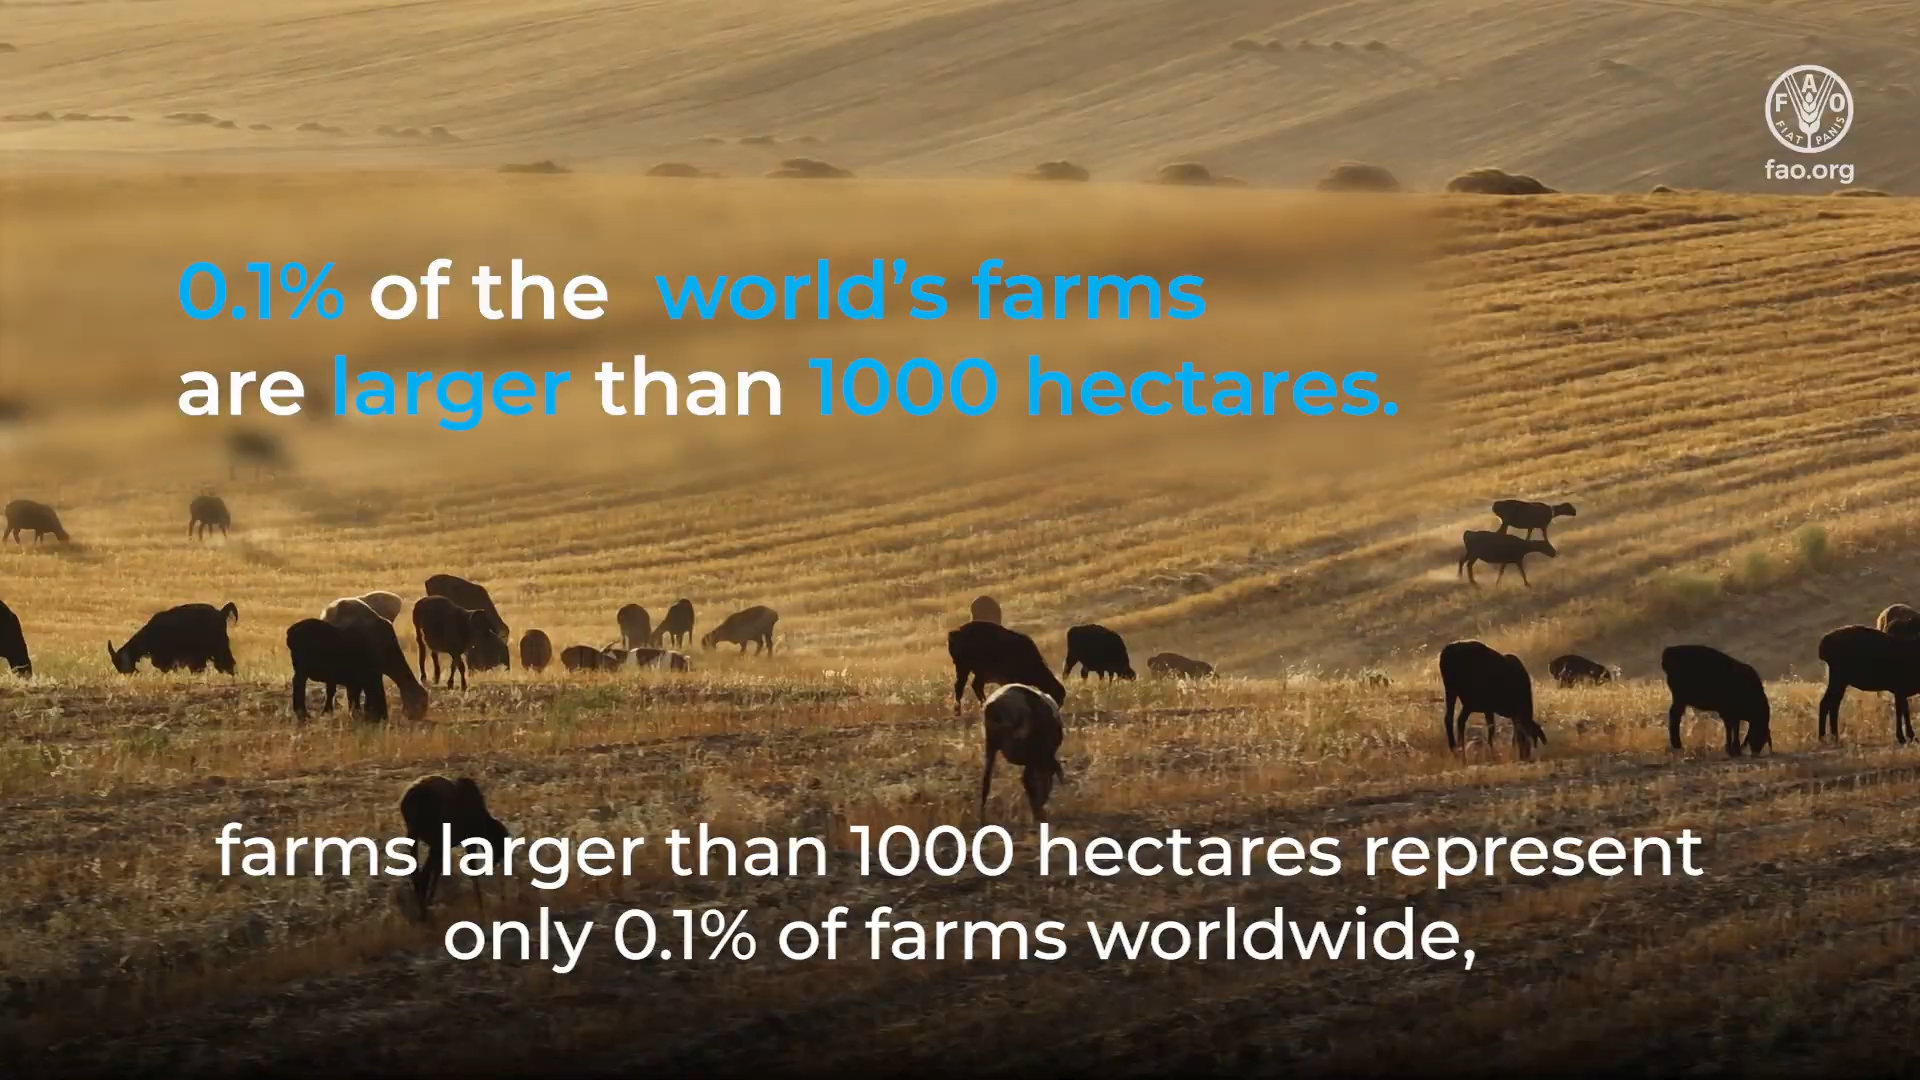 FAO
FIAT PANIS
fao.org
0.1% of the world’s farms
are larger than 1000 hectares.
farms larger than 1000 hectares represent
only 0.1% of farms worldwide,